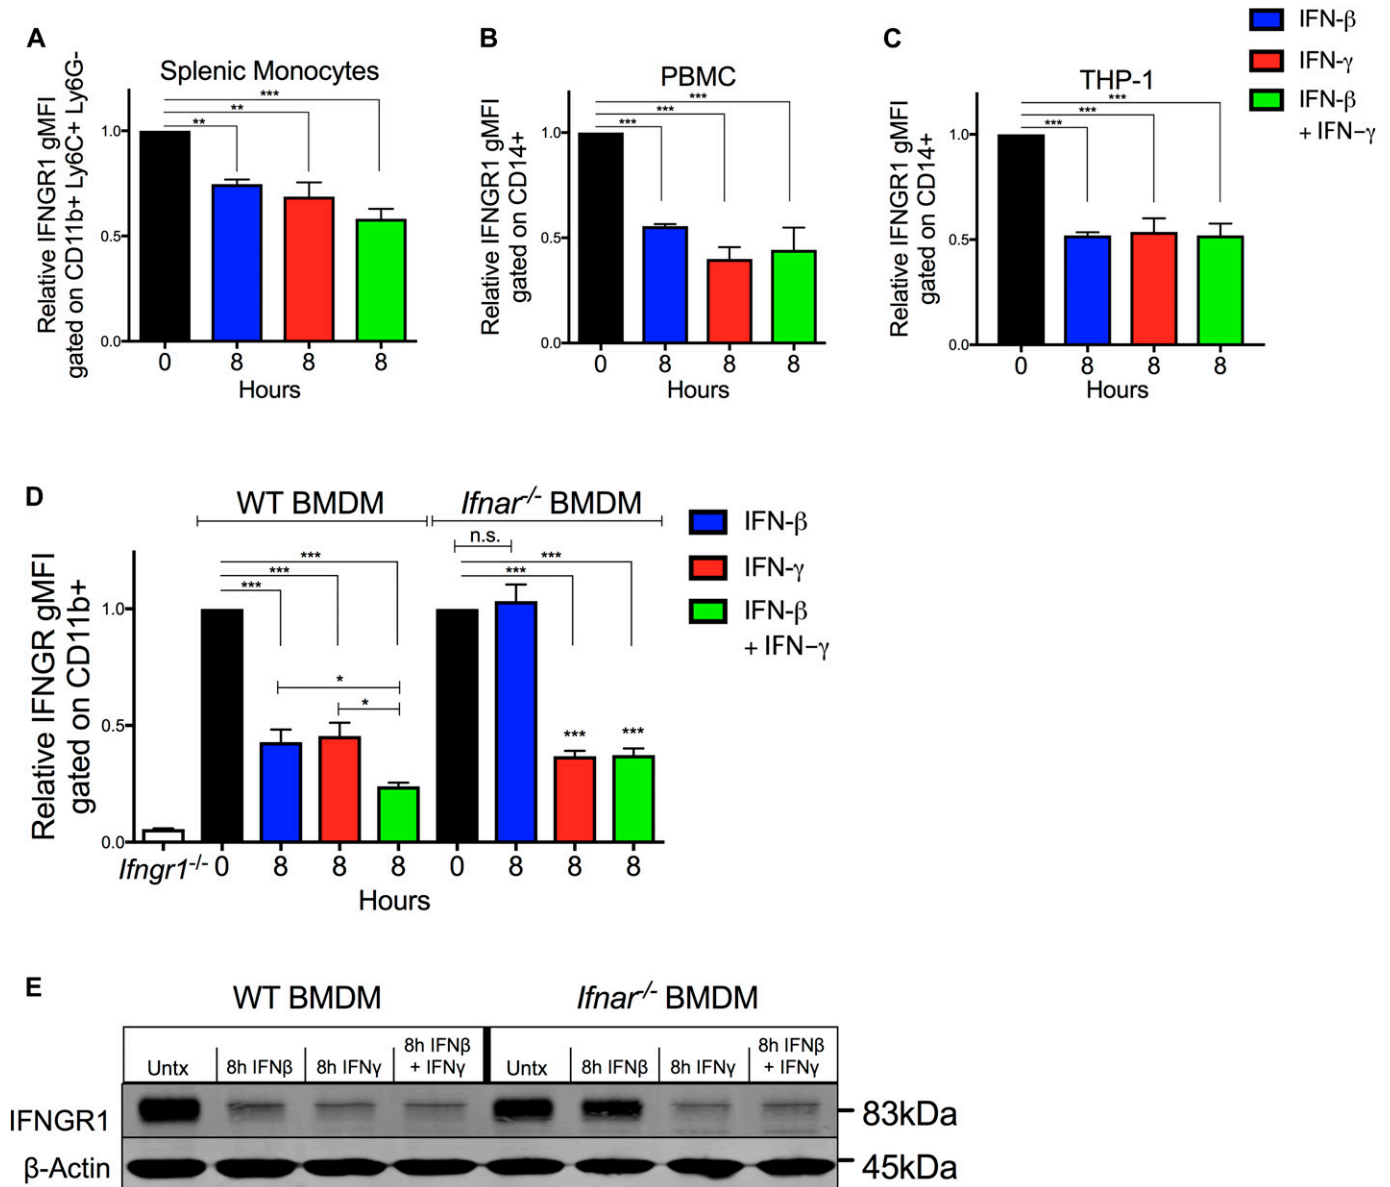 A
Splenic Monocytes
Relative IFNGR1 gMFI
gated on CD11b+ Ly6C+ Ly6G-
1.0
0.5
0.0
***
**
**
0 8 8 8
Hours
B
PBMC
Relative IFNGR1 gMFI
gated on CD14+
1.0
0.5
0.0
***
***
***
0 8 8 8
Hours
C
THP-1
Relative IFNGR1 gMFI
gated on CD14+
1.0
0.5
0.0
***
***
***
0 8 8 8
Hours
IFN-β
IFN-γ
IFN-β
+ IFN−γ
D
WT BMDM
Ifnar-/- BMDM
Relative IFNGR gMFI
gated on CD11b+
1.0
0.5
0.0
***
***
***
*
*
n.s.
***
***
***
***
Ifngr1-/- 0 8 8 8 0 8 8 8
Hours
IFN-β
IFN-γ
IFN-β
+ IFN−γ
E
WT BMDM
Ifnar-/- BMDM
Untx
8h IFNβ
8h IFNγ
8h IFNβ
+ IFNγ
Untx
8h IFNβ
8h IFNγ
8h IFNβ
+ IFNγ
IFNGR1
83kDa
β-Actin
45kDa